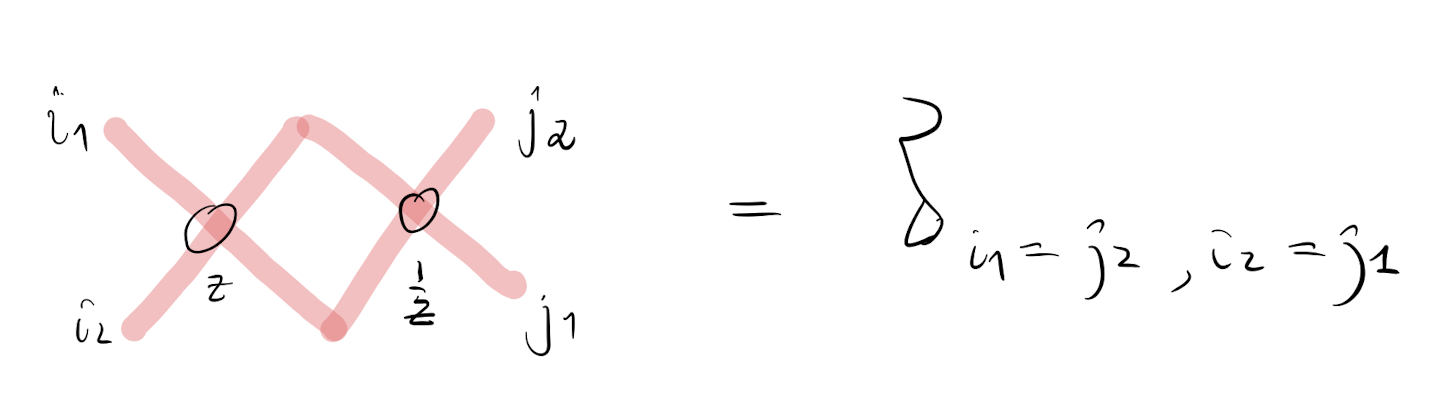 i1 j2
z 1/z = δ i1 = j2 , i2 = j1
i2 j1